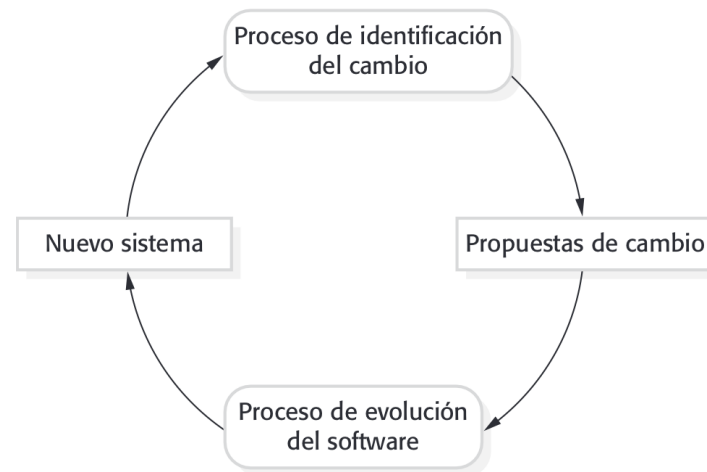 Proceso de identificación
del cambio
Nuevo sistema
Propuestas de cambio
Proceso de evolución
del software